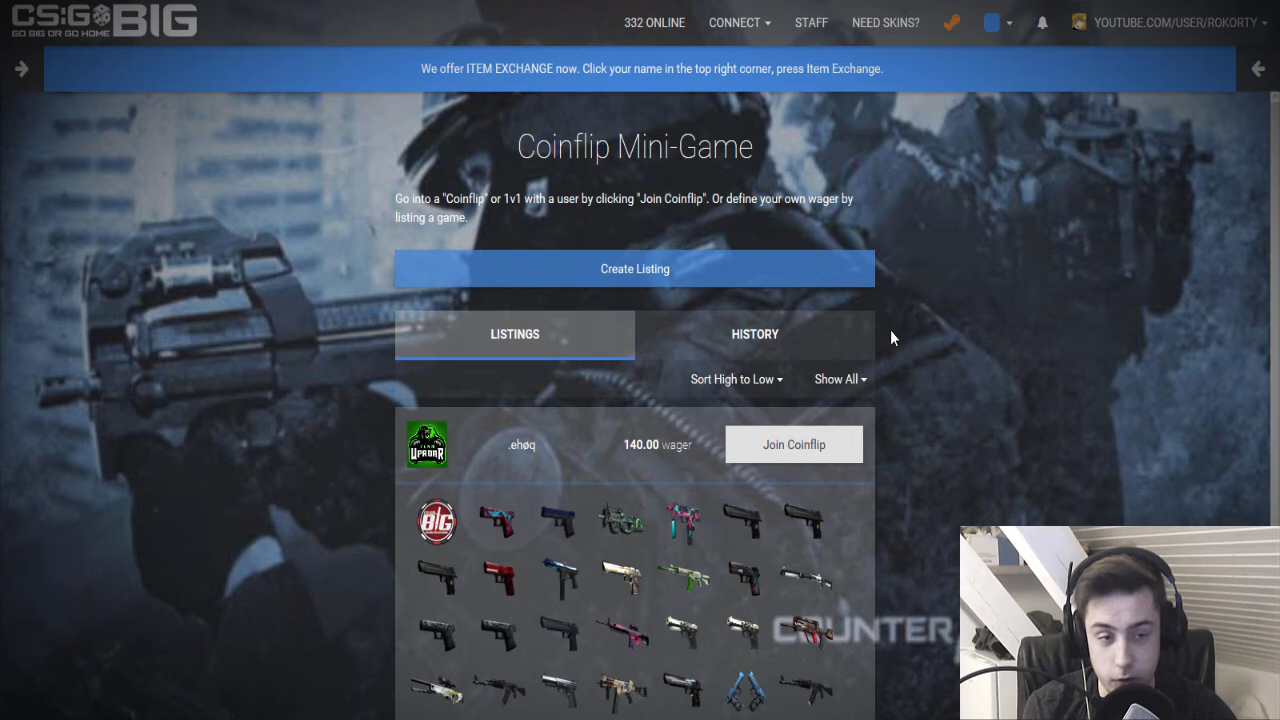 CS:GO BIG
GO BIG OR GO HOME
332 ONLINE CONNECT STAFF NEED SKINS? YOUTUBE.COM/USER/ROKORTY
We offer ITEM EXCHANGE now. Click your name in the top right corner, press Item Exchange.
Coinflip Mini-Game
Go into a "Coinflip" or 1v1 with a user by clicking "Join Coinflip". Or define your own wager by
listing a game.
Create Listing
LISTINGS HISTORY
Sort High to Low Show All
TEAM
UPROAR
.ehøq 140.00 wager Join Coinflip
BIG
COUNTER